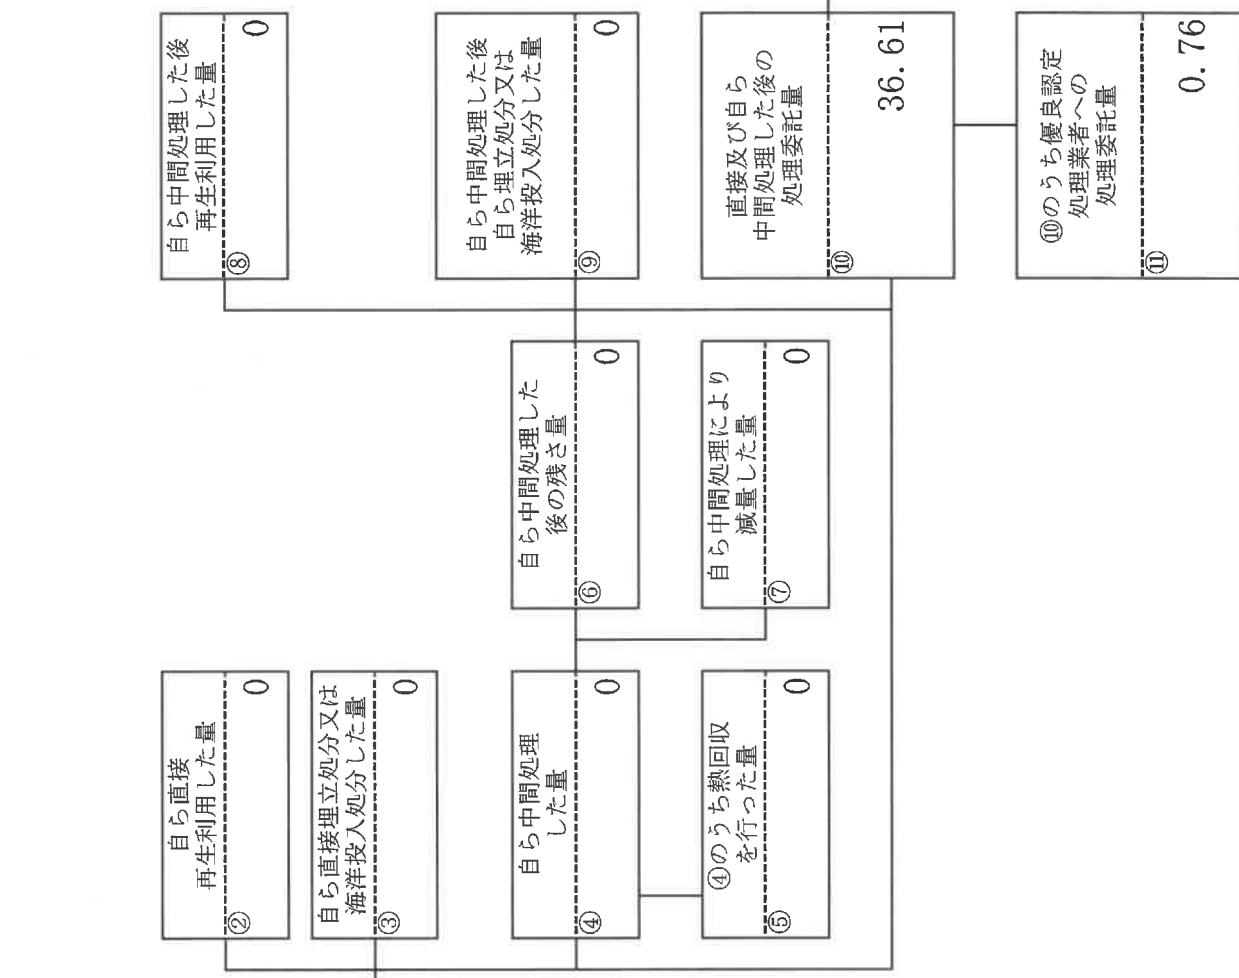 自ら直接
再生利用した量
②
0
自ら直接埋立処分又は
海洋投入処分した量
③
0
自ら中間処理
した量
④
0
④のうち熱回収
を行った量
⑤
0
自ら中間処理した
後の残さ量
⑥
0
自ら中間処理により
減量した量
⑦
0
自ら中間処理した後
再生利用した量
⑧
0
自ら中間処理した後
自ら埋立処分又は
海洋投入処分した量
⑨
0
直接及び自ら
中間処理した後の
処理委託量
⑩
36.61
⑩のうち優良認定
処理業者への
処理委託量
⑪
0.76